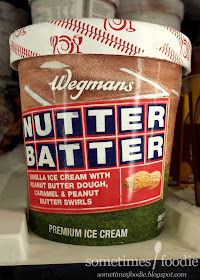 Wegmans
NUTTER
BATTER
VANILLA ICE CREAM WITH
PEANUT BUTTER DOUGH,
CARAMEL & PEANUT
BUTTER SWIRLS
PREMIUM ICE CREAM
sometimes foodie
sometimesfoodie.blogspot.com